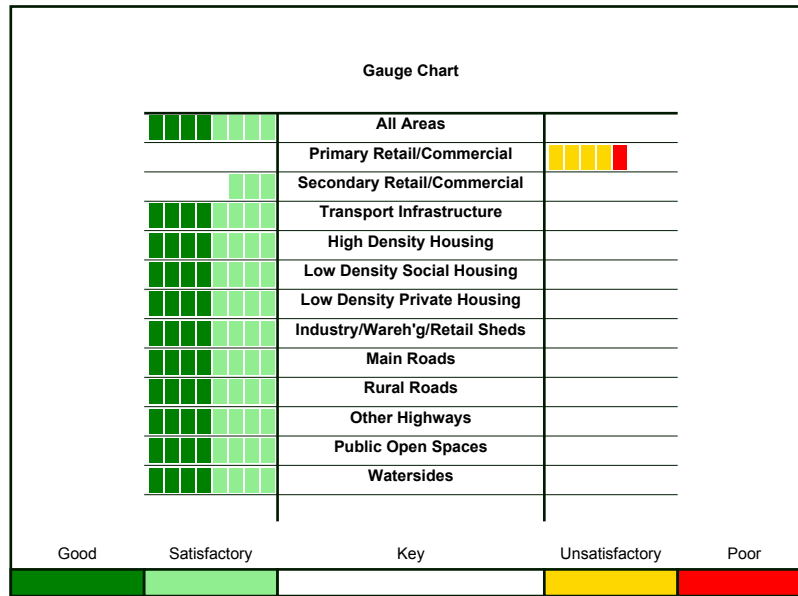 Gauge Chart
All Areas
Primary Retail/Commercial
Secondary Retail/Commercial
Transport Infrastructure
High Density Housing
Low Density Social Housing
Low Density Private Housing
Industry/Wareh'g/Retail Sheds
Main Roads
Rural Roads
Other Highways
Public Open Spaces
Watersides
Good Satisfactory Key Unsatisfactory Poor